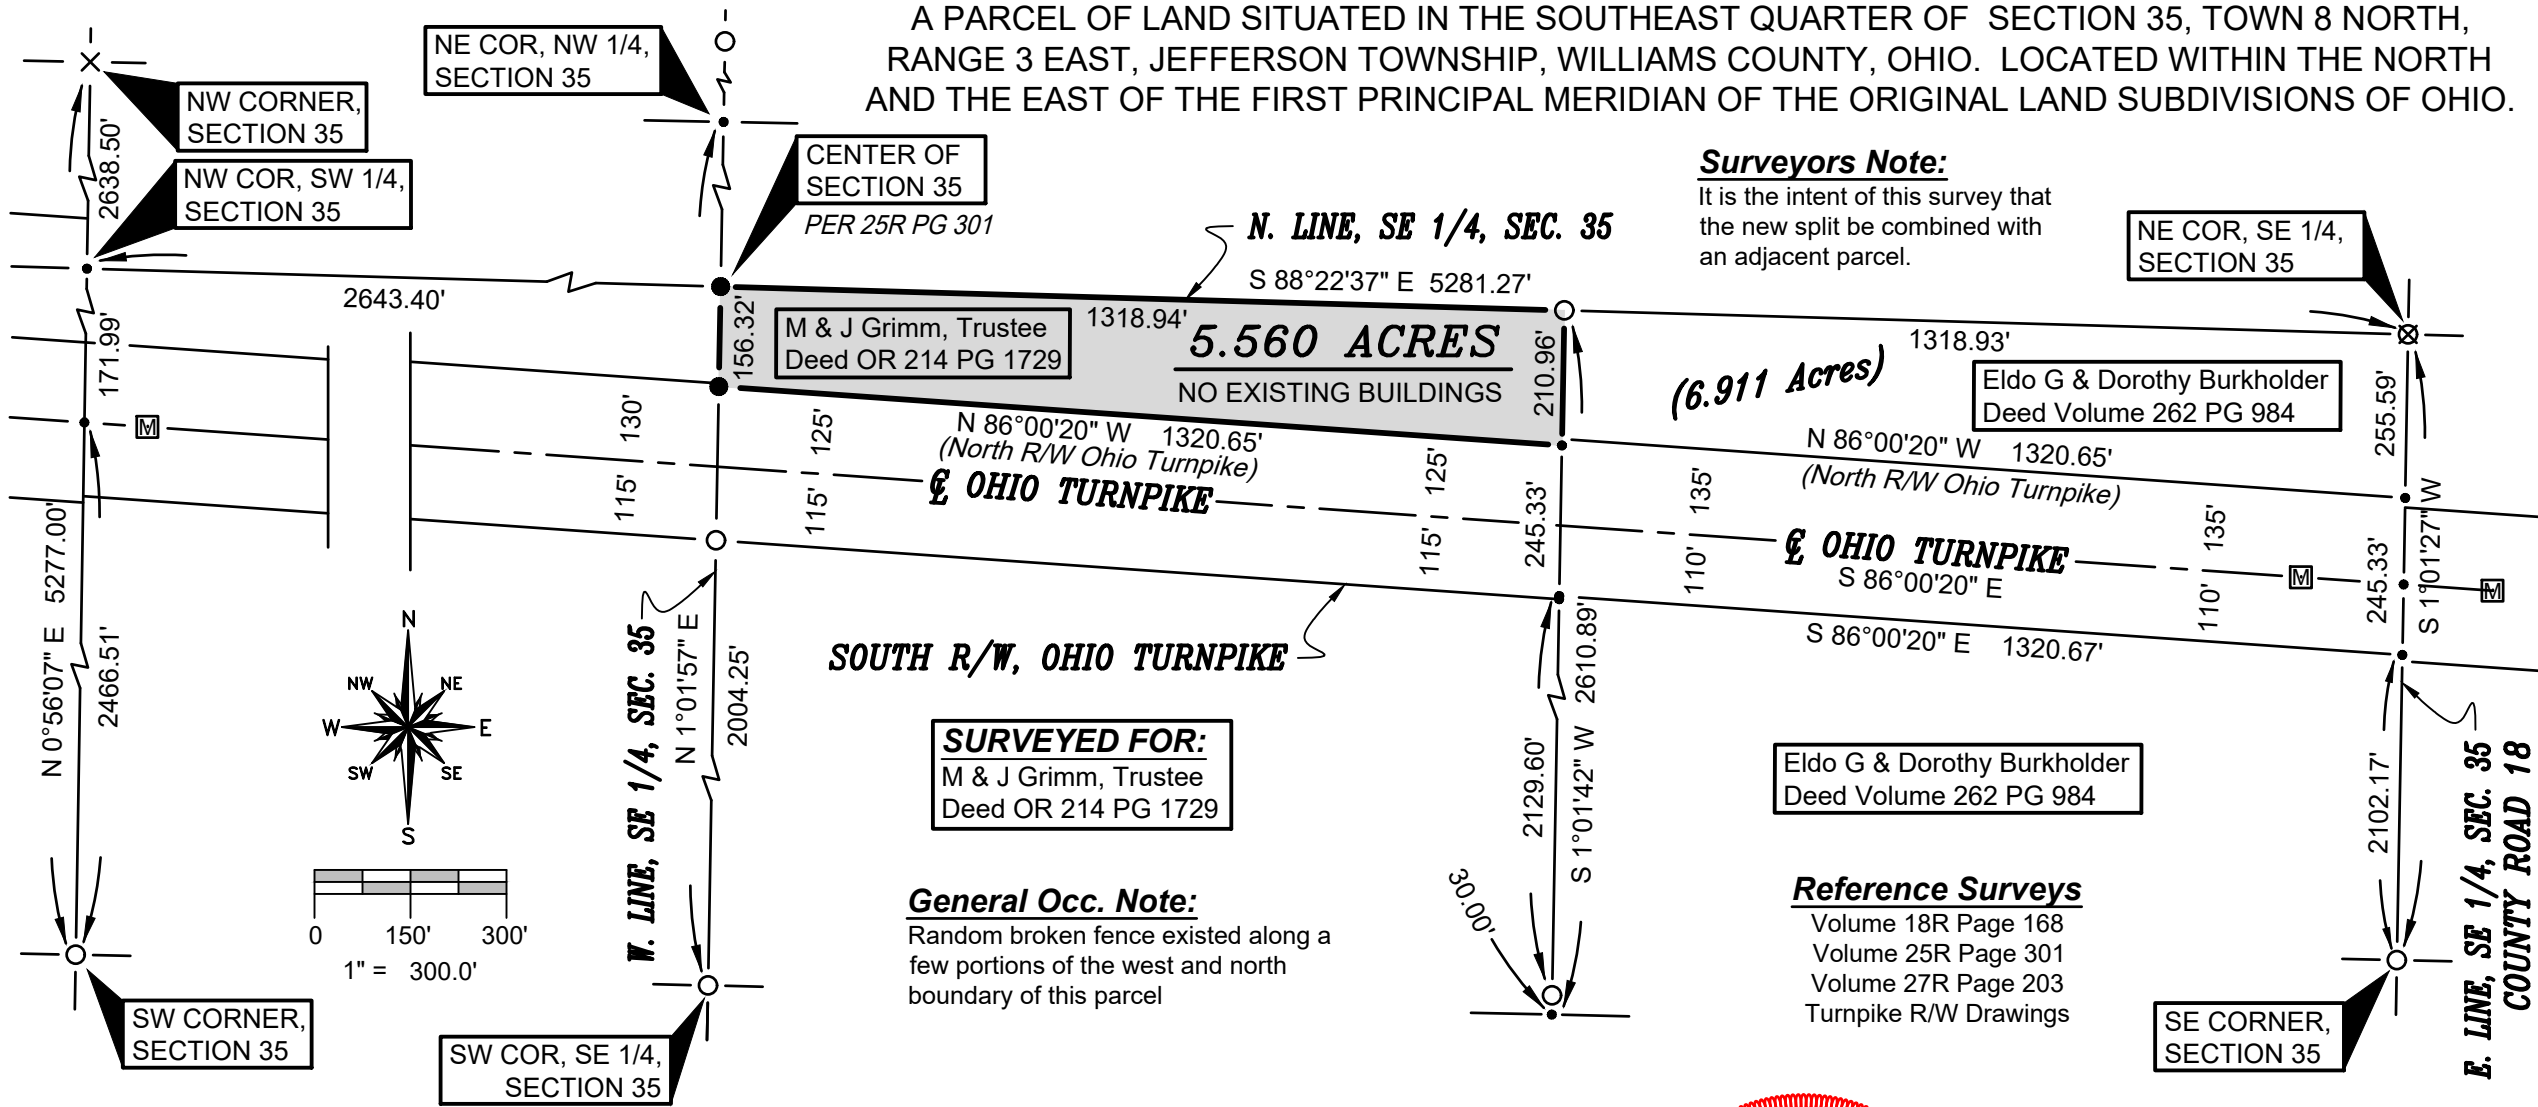 A PARCEL OF LAND SITUATED IN THE SOUTHEAST QUARTER OF SECTION 35, TOWN 8 NORTH,
RANGE 3 EAST, JEFFERSON TOWNSHIP, WILLIAMS COUNTY, OHIO. LOCATED WITHIN THE NORTH
AND THE EAST OF THE FIRST PRINCIPAL MERIDIAN OF THE ORIGINAL LAND SUBDIVISIONS OF OHIO.
NW CORNER,
SECTION 35
NE COR, NW 1/4,
SECTION 35
2638.50'
NW COR, SW 1/4,
SECTION 35
CENTER OF
SECTION 35
PER 25R PG 301
Surveyors Note:
It is the intent of this survey that
the new split be combined with
an adjacent parcel.
N. LINE, SE 1/4, SEC. 35
NE COR, SE 1/4,
SECTION 35
S 88°22'37" E 5281.27'
2643.40'
171.99'
156.32'
M & J Grimm, Trustee
Deed OR 214 PG 1729
1318.94'
5.560 ACRES
NO EXISTING BUILDINGS
210.96'
1318.93'
(6.911 Acres)
Eldo G & Dorothy Burkholder
Deed Volume 262 PG 984
255.59'
M
130'
125'
N 86°00'20" W 1320.65'
(North R/W Ohio Turnpike)
125'
N 86°00'20" W 1320.65'
(North R/W Ohio Turnpike)
115'
115'
℄ OHIO TURNPIKE
115'
245.33'
135'
110'
℄ OHIO TURNPIKE
S 86°00'20" E
135'
110'
M
245.33'
S 1°01'27" W
M
N 0°56'07" E 5277.00'
2466.51'
N
NW
NE
W
E
SW
SE
S
W. LINE, SE 1/4, SEC. 35
N 1°01'57" E
2004.25'
SOUTH R/W, OHIO TURNPIKE
S 86°00'20" E 1320.67'
2129.60'
S 1°01'42" W 2610.89'
30.00'
SURVEYED FOR:
M & J Grimm, Trustee
Deed OR 214 PG 1729
Eldo G & Dorothy Burkholder
Deed Volume 262 PG 984
2102.17'
E. LINE, SE 1/4, SEC. 35
COUNTY ROAD 18
General Occ. Note:
Random broken fence existed along a
few portions of the west and north
boundary of this parcel
Reference Surveys
Volume 18R Page 168
Volume 25R Page 301
Volume 27R Page 203
Turnpike R/W Drawings
0 150' 300'
1" = 300.0'
SW CORNER,
SECTION 35
SW COR, SE 1/4,
SECTION 35
SE CORNER,
SECTION 35